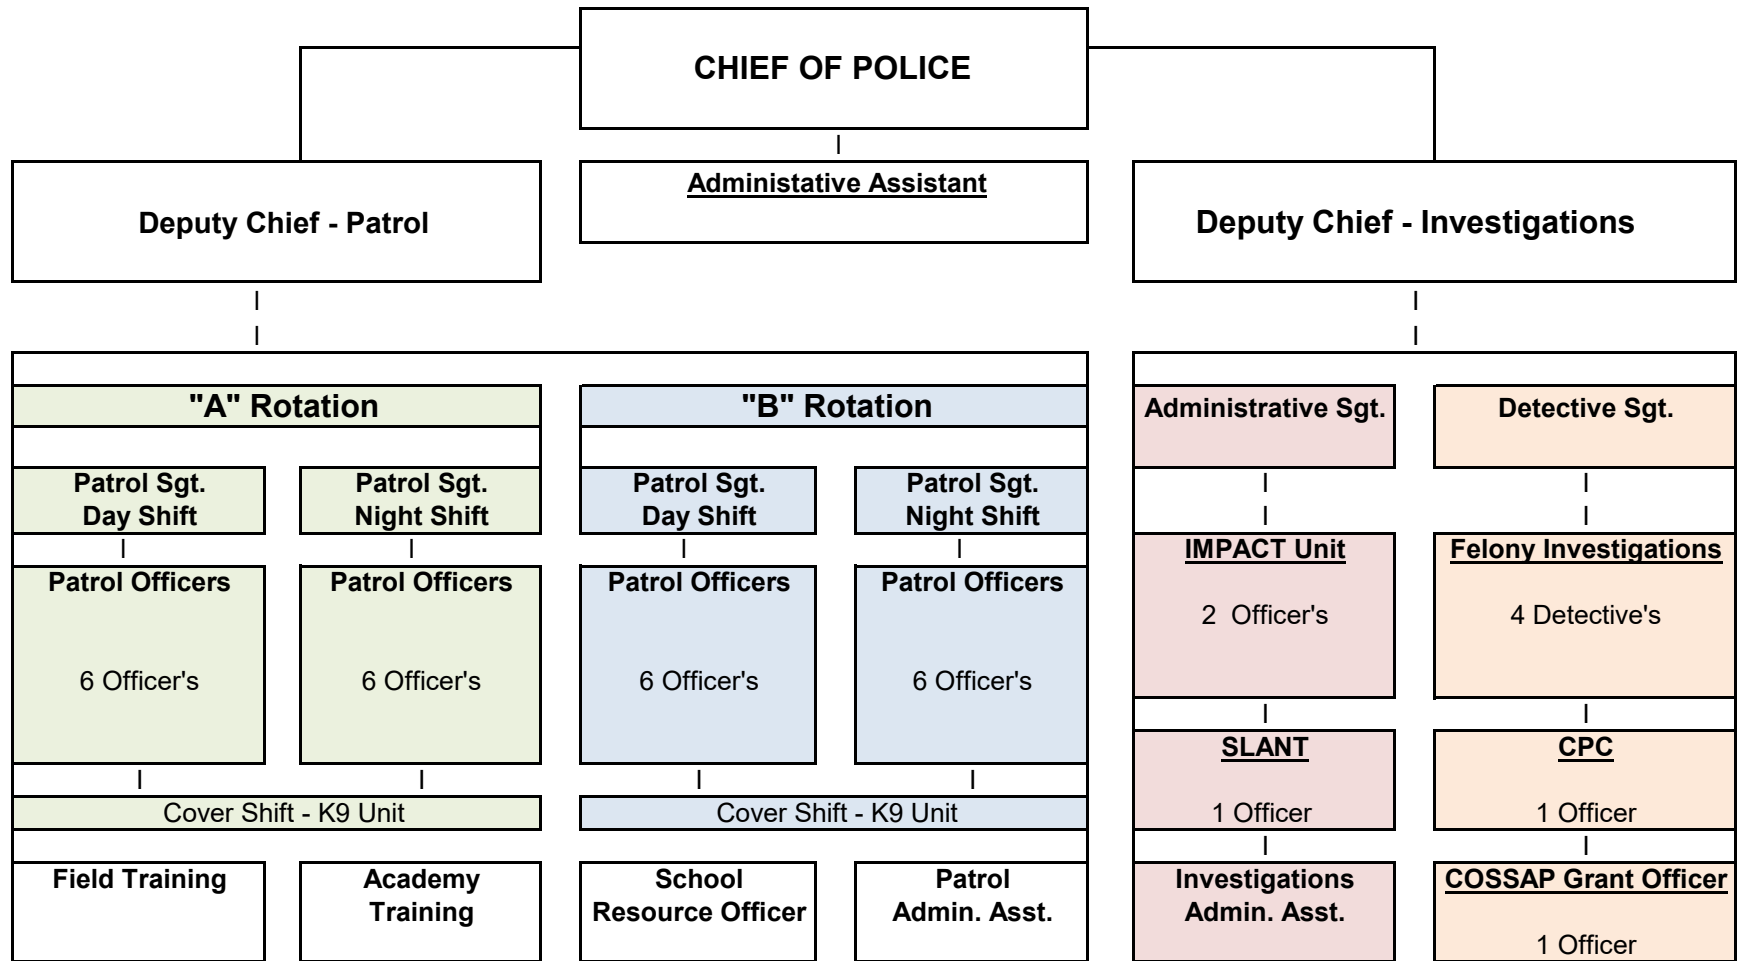 CHIEF OF POLICE
Administative Assistant
Deputy Chief - Patrol
Deputy Chief - Investigations
"A" Rotation
"B" Rotation
Administrative Sgt.
Detective Sgt.
Patrol Sgt.
Day Shift
Patrol Sgt.
Night Shift
Patrol Sgt.
Day Shift
Patrol Sgt.
Night Shift
Patrol Officers
6 Officer's
Patrol Officers
6 Officer's
Patrol Officers
6 Officer's
Patrol Officers
6 Officer's
IMPACT Unit
2 Officer's
Felony Investigations
4 Detective's
SLANT
1 Officer
CPC
1 Officer
Cover Shift - K9 Unit
Cover Shift - K9 Unit
Field Training
Academy
Training
School
Resource Officer
Patrol
Admin. Asst.
Investigations
Admin. Asst.
COSSAP Grant Officer
1 Officer